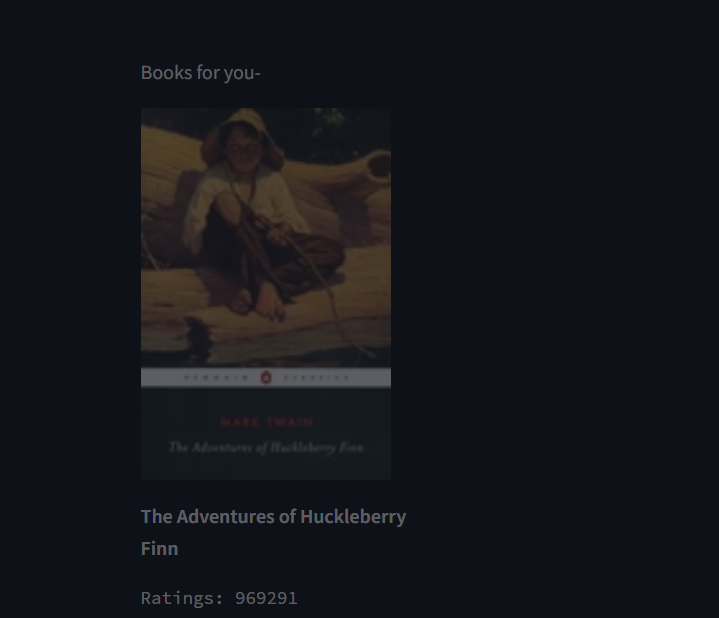 Books for you-
PENGUIN CLASSICS
MARK TWAIN
The Adventures of Huckleberry Finn
The Adventures of Huckleberry
Finn
Ratings: 969291